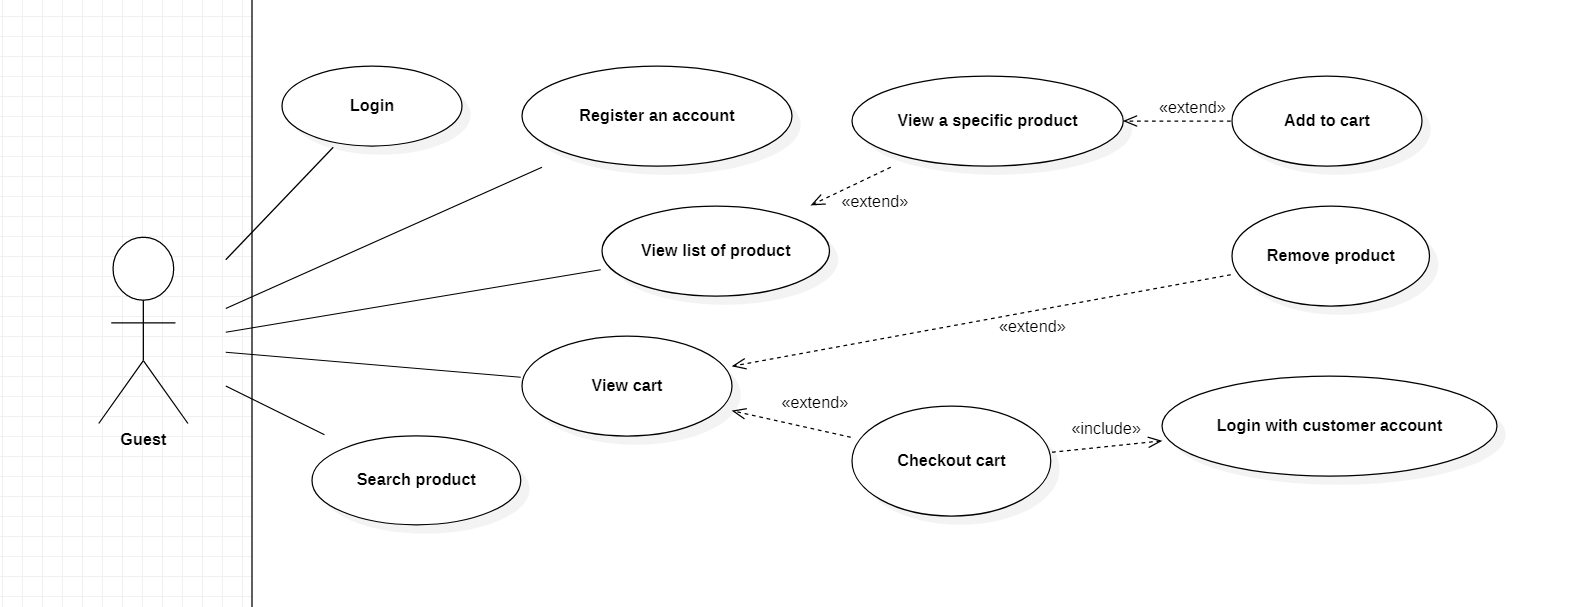 Login
Register an account
View a specific product
«extend»
Add to cart
«extend»
View list of product
Remove product
«extend»
View cart
«extend»
Checkout cart
«include»
Login with customer account
Guest
Search product